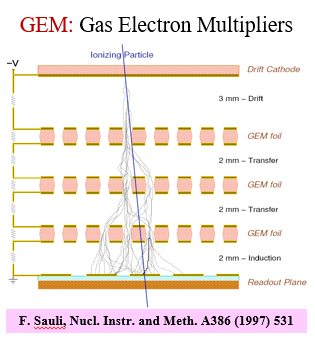 GEM: Gas Electron Multipliers
Ionizing Particle
–V
Drift Cathode
3 mm – Drift
GEM foil
2 mm – Transfer
GEM foil
2 mm – Transfer
GEM foil
2 mm – Induction
Readout Plane
F. Sauli, Nucl. Instr. and Meth. A386 (1997) 531